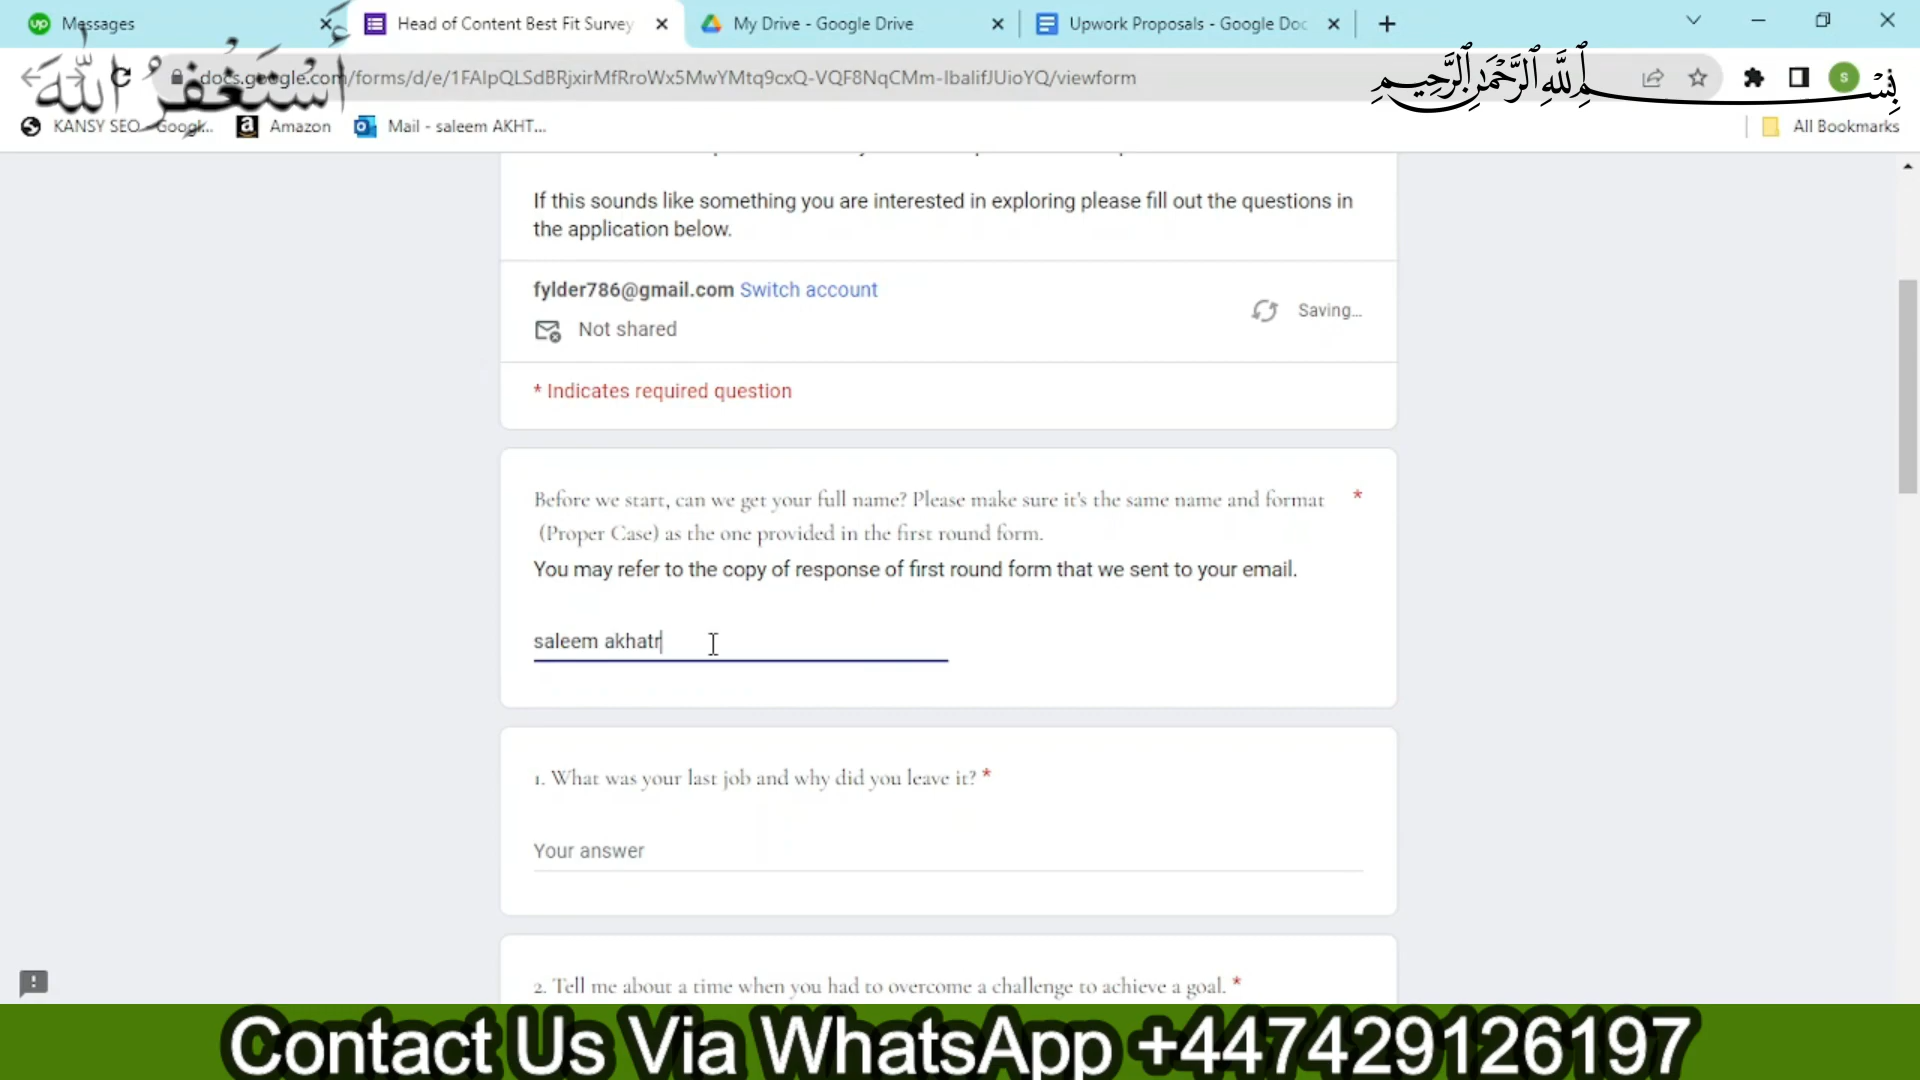 Messages
Head of Content Best Fit Survey
My Drive - Google Drive
Upwork Proposals - Google Doc
docs.google.com/forms/d/e/1FAIpQLSdBRjxirMfRroWx5MwYMtq9cxQ-VQF8NqCMm-IbaIifJUioYQ/viewform
أَسْتَغْفِرُ اللّٰهَ
بِسْمِ اللّٰهِ الرَّحْمٰنِ الرَّحِيمِ
KANSY SEO - Googl...
Amazon
Mail - saleem AKHT...
All Bookmarks
If this sounds like something you are interested in exploring please fill out the questions in
the application below.
fylder786@gmail.com Switch account
Saving...
Not shared
* Indicates required question
Before we start, can we get your full name? Please make sure it's the same name and format *
(Proper Case) as the one provided in the first round form.
You may refer to the copy of response of first round form that we sent to your email.
saleem akhatr
1. What was your last job and why did you leave it? *
Your answer
2. Tell me about a time when you had to overcome a challenge to achieve a goal. *
Contact Us Via WhatsApp +447429126197